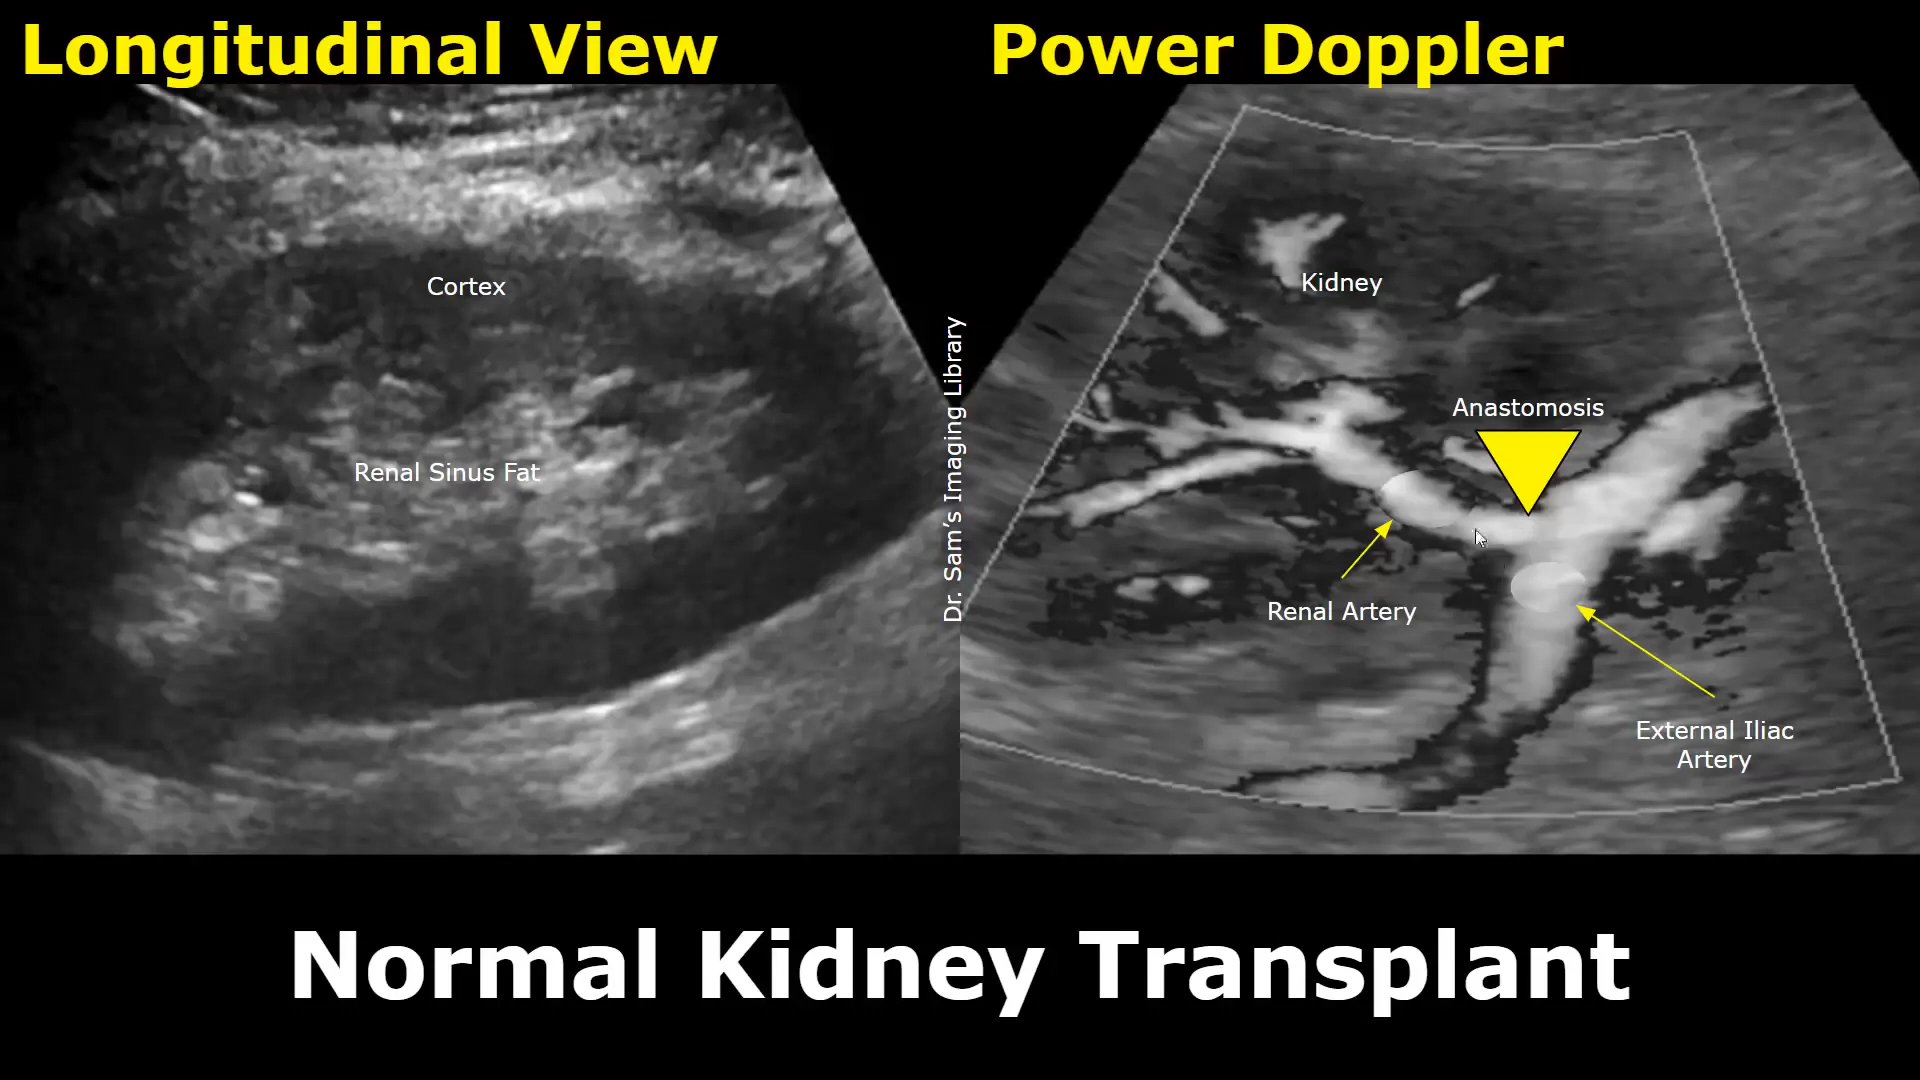 Longitudinal View
Power Doppler
Cortex
Renal Sinus Fat
Dr. Sam’s Imaging Library
Kidney
Anastomosis
Renal Artery
External Iliac
Artery
Normal Kidney Transplant